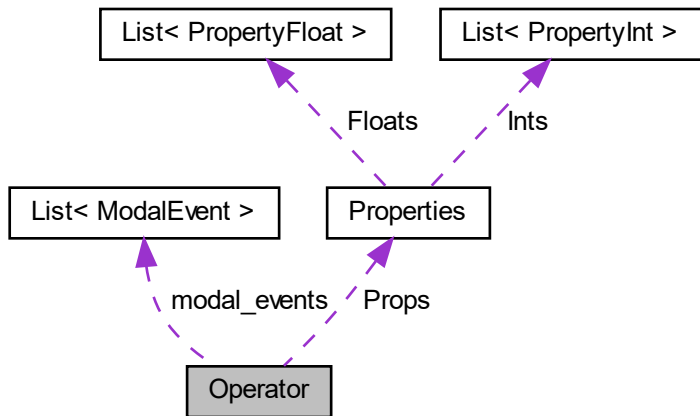 List< PropertyFloat >
List< PropertyInt >
Floats
Ints
List< ModalEvent >
Properties
modal_events
Props
Operator